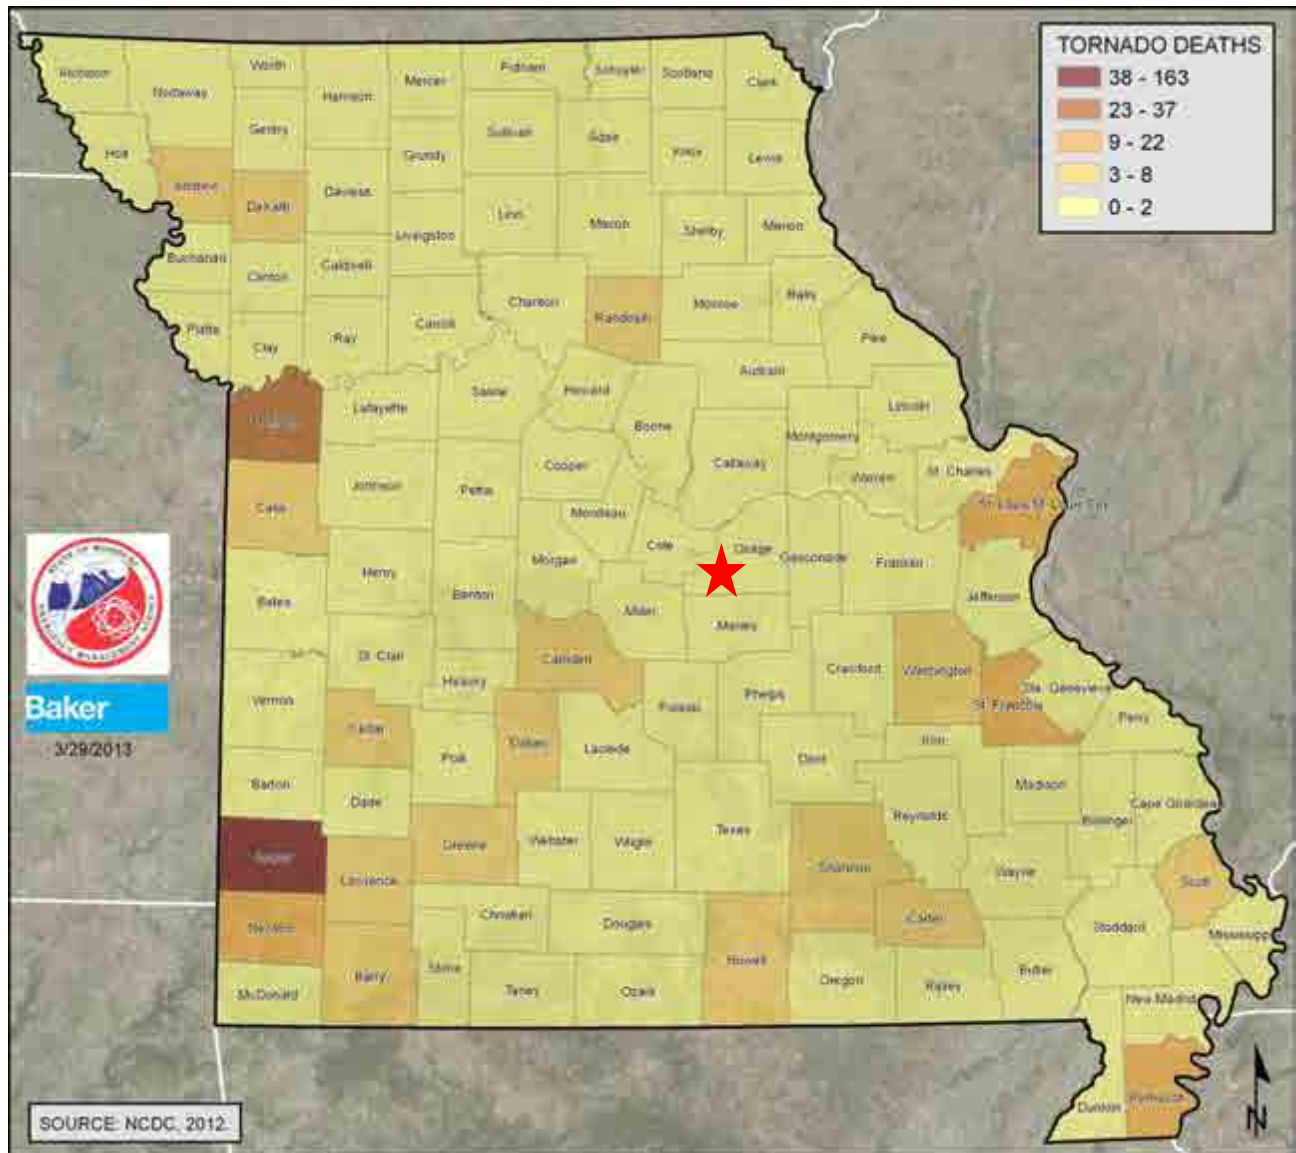 TORNADO DEATHS
38 - 163
23 - 37
9 - 22
3 - 8
0 - 2
Worth
Mercer
Putnam
Schuyler
Scotland
Clark
Nodaway
Harrison
Gentry
Sullivan
Adair
Knox
Lewis
Holt
Grundy
DeKalb
Daviess
Linn
Macon
Shelby
Marion
Livingston
Buchanan
Clinton
Caldwell
Chariton
Randolph
Monroe
Ralls
Platte
Clay
Ray
Carroll
Pike
Audrain
Lafayette
Saline
Howard
Boone
Lincoln
Montgomery
Callaway
Cooper
Warren
St. Charles
Johnson
Pettis
Cass
Moniteau
Cole
Osage
Gasconade
Franklin
Morgan
Henry
Benton
Bates
Miller
Maries
Jefferson
St. Clair
Camden
Crawford
Washington
Hickory
Vernon
Pulaski
Phelps
Ste. Genevieve
St. Francois
Perry
Cedar
Dallas
Polk
Laclede
Dent
Iron
Barton
Dade
Madison
Texas
Reynolds
Bollinger
Cape Girardeau
Greene
Webster
Wright
Shannon
Wayne
Lawrence
Scott
Christian
Douglas
Carter
Stoddard
Mississippi
Newton
Howell
Barry
Stone
Taney
Ozark
Oregon
Ripley
Butler
McDonald
New Madrid
Dunklin
Pemiscot
Baker
3/29/2013
SOURCE: NCDC, 2012.
N